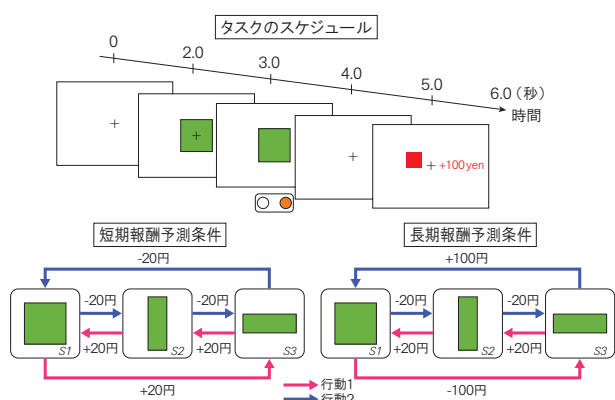 タスクのスケジュール
0
2.0
3.0
4.0
5.0
6.0（秒）
時間
+100yen
短期報酬予測条件
長期報酬予測条件
-20円
+100円
-20円
-20円
-20円
-20円
S1
+20円
S2
+20円
S3
S1
+20円
S2
+20円
S3
+20円
-100円
行動1
行動2